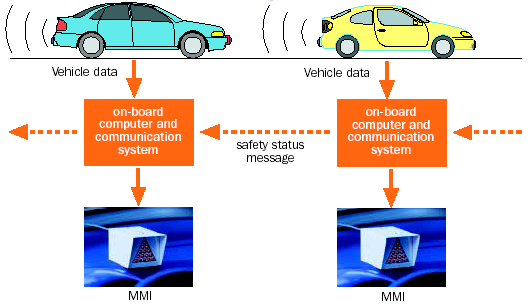 Vehicle data
Vehicle data
on-board
computer and
communication
system
safety status
message
on-board
computer and
communication
system
MMI
MMI